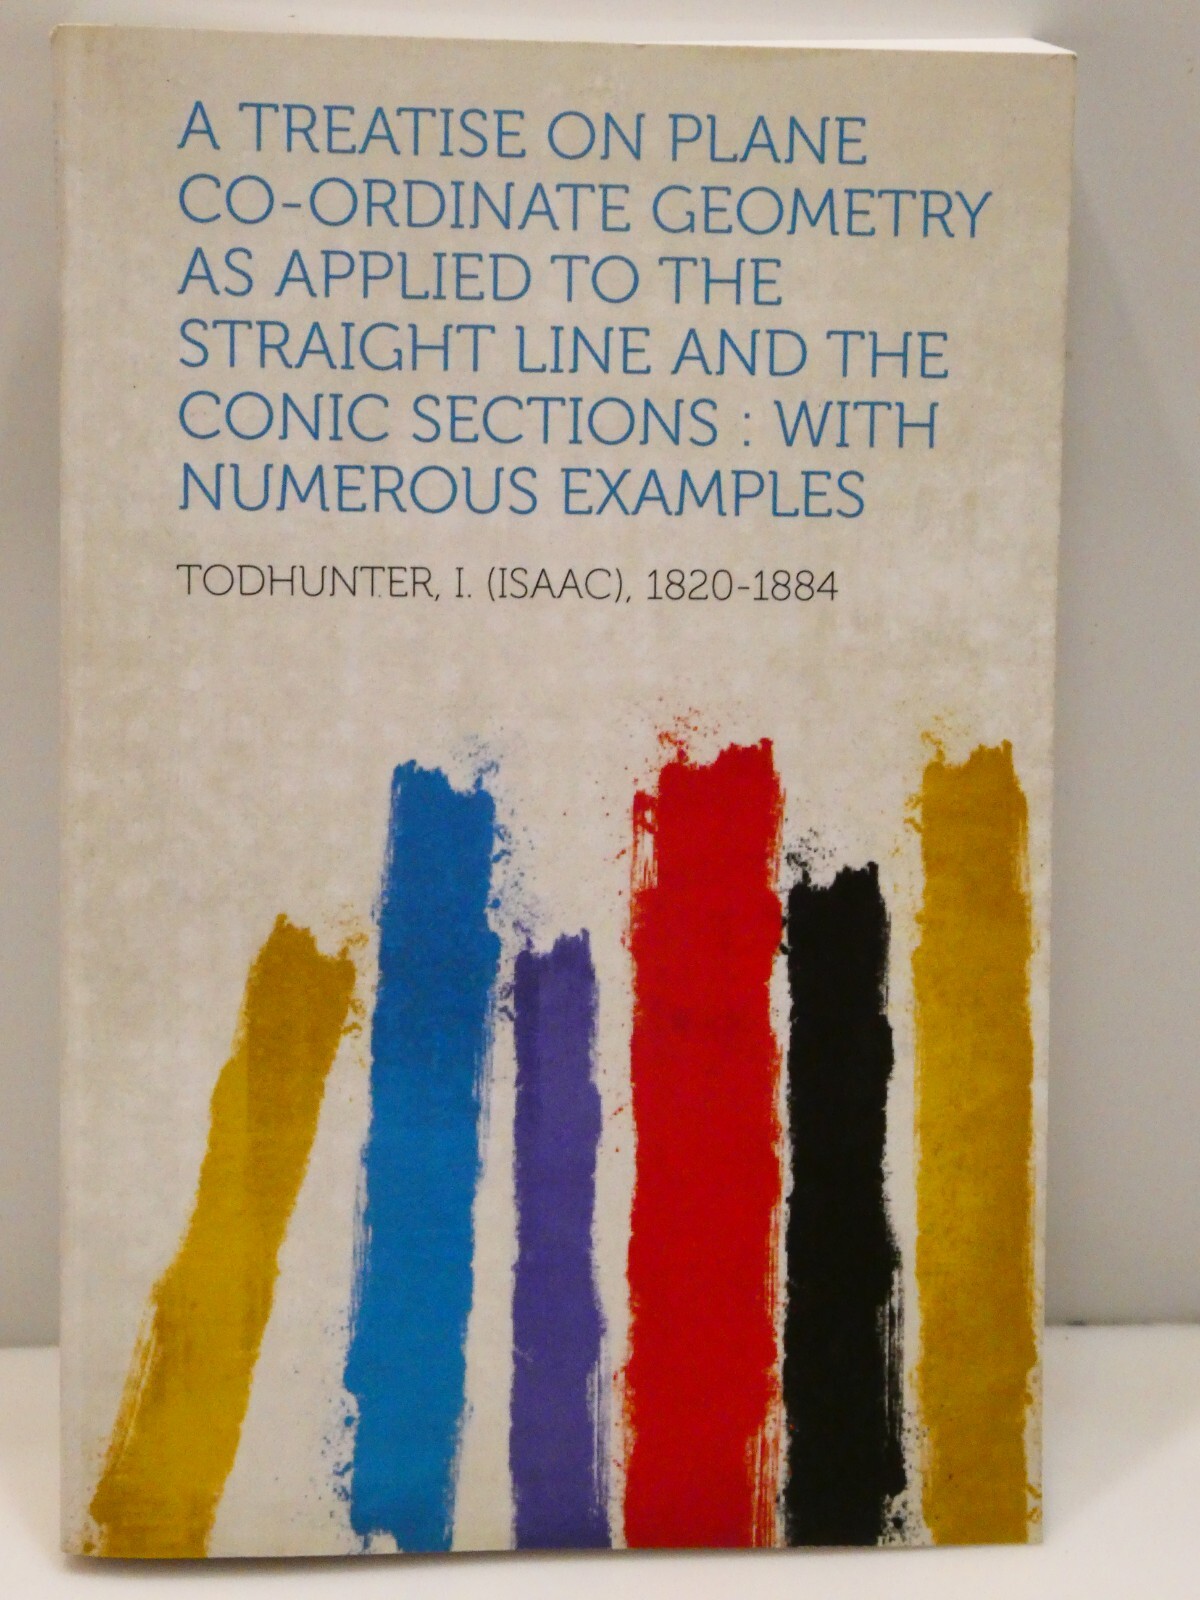 A TREATISE ON PLANE
CO-ORDINATE GEOMETRY
AS APPLIED TO THE
STRAIGHT LINE AND THE
CONIC SECTIONS : WITH
NUMEROUS EXAMPLES
TODHUNTER, I. (ISAAC), 1820-1884